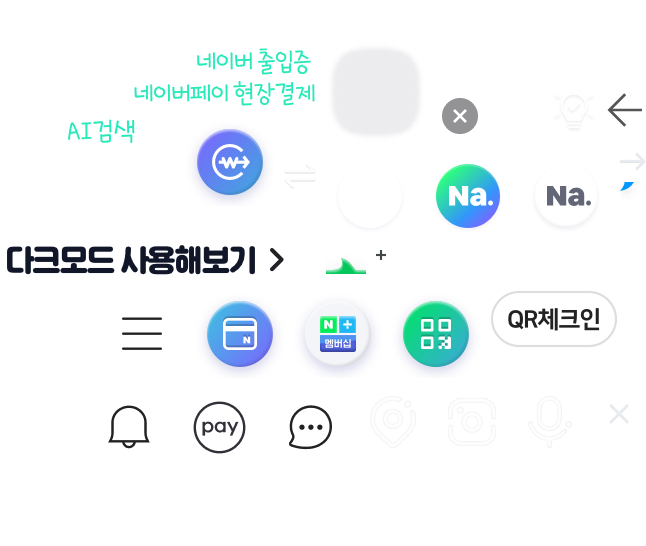 네이버 출입증
네이버페이 현장결제
AI검색
Na.
Na.
다크모드 사용해보기
N
N
멤버십
QR체크인
pay